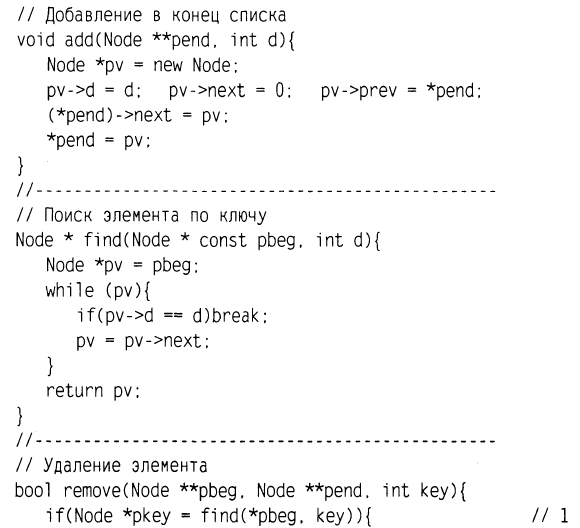 // Добавление в конец списка
void add(Node **pend, int d){
   Node *pv = new Node;
   pv->d = d;   pv->next = 0;   pv->prev = *pend;
   (*pend)->next = pv;
   *pend = pv;
}
//------------------------------------------------
// Поиск элемента по ключу
Node * find(Node * const pbeg, int d){
   Node *pv = pbeg;
   while (pv){
      if(pv->d == d)break;
      pv = pv->next;
   }
   return pv;
}
//------------------------------------------------
// Удаление элемента
bool remove(Node **pbeg, Node **pend, int key){
   if(Node *pkey = find(*pbeg, key)){                // 1